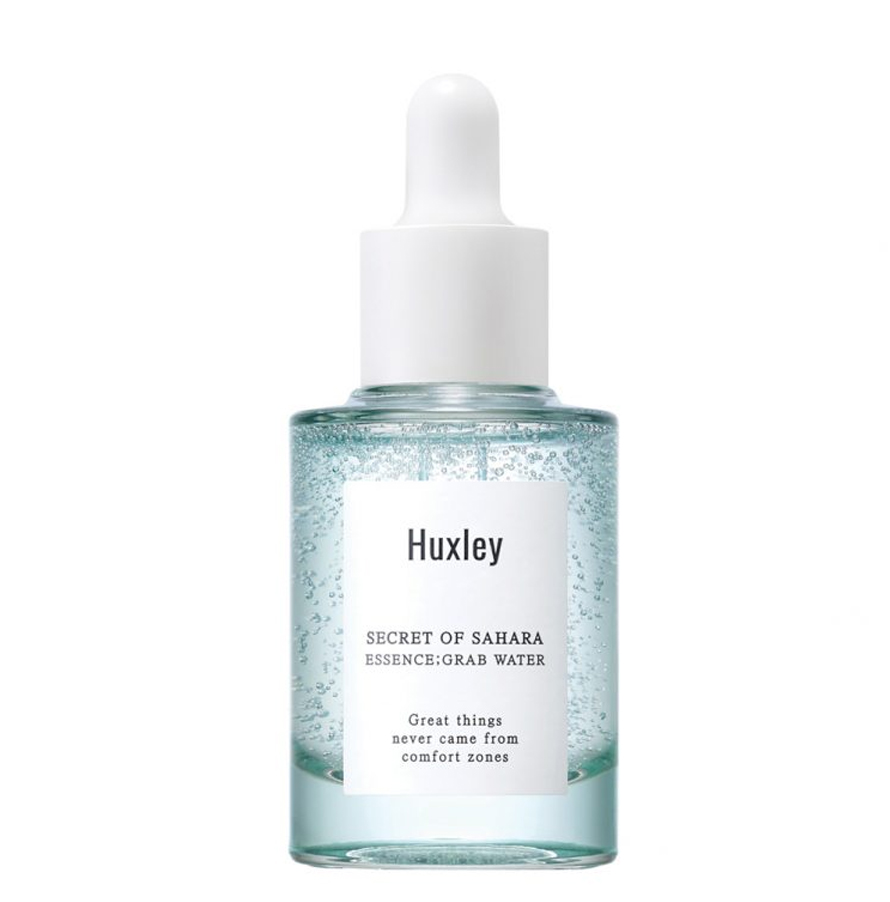 Huxley
SECRET OF SAHARA
ESSENCE;GRAB WATER
Great things
never came from
comfort zones